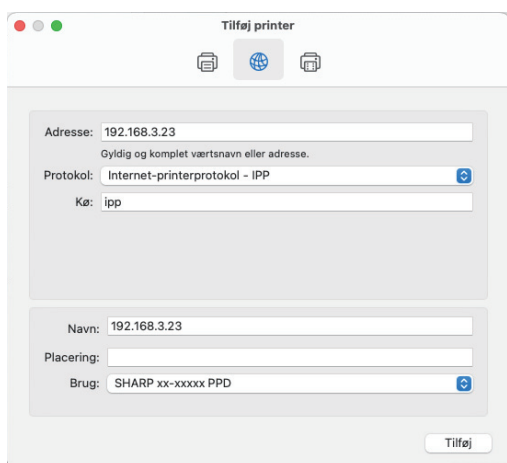 Tilføj printer
Adresse: 192.168.3.23
Gyldig og komplet værtsnavn eller adresse.
Protokol: Internet-printerprotokol - IPP
Kø: ipp
Navn: 192.168.3.23
Placering:
Brug: SHARP xx-xxxxx PPD
Tilføj